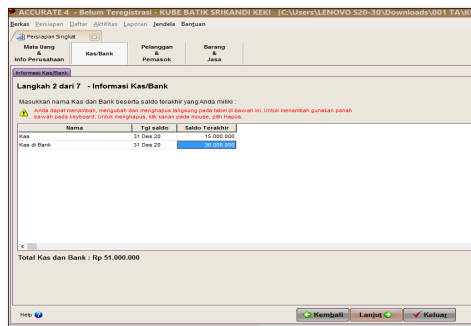 ACCURATE 4 - Belum Teregistrasi - KUBE BATIK SRIKANDI KEKI [C:\Users\LENOVO S20-30\Downloads\001 TA\K
Berkas Persiapan Daftar Aktifitas Laporan Jendela Bantuan
Persiapan Singkat
Mata Uang & Info Perusahaan
Kas/Bank
Pelanggan & Pemasok
Barang & Jasa
Informasi Kas/Bank
Langkah 2 dari 7 - Informasi Kas/Bank
Masukkan nama Kas dan Bank beserta saldo terakhir yang Anda miliki :
Anda dapat menambah, mengubah dan menghapus langsung pada tabel di bawah ini. Untuk menambah gunakan panah
bawah pada keyboard. Untuk menghapus, klik kanan pada mouse, pilih Hapus.
Nama Tgl saldo Saldo Terakhir
Kas 31 Des 20 15.000.000
Kas di Bank 31 Des 20 36.000.000
Total Kas dan Bank : Rp 51.000.000
Help Kembali Lanjut Keluar